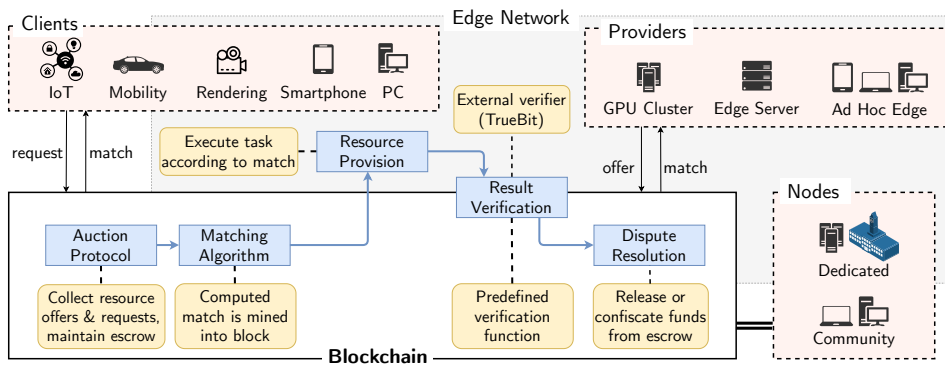 Edge Network
Clients
IoT
Mobility
Rendering
Smartphone
PC
Providers
GPU Cluster
Edge Server
Ad Hoc Edge
request
match
offer
match
Execute task
according to match
Resource
Provision
External verifier
(TrueBit)
Result
Verification
Auction
Protocol
Matching
Algorithm
Dispute
Resolution
Collect resource
offers & requests,
maintain escrow
Computed
match is mined
into block
Predefined
verification
function
Release or
confiscate funds
from escrow
Blockchain
Nodes
Dedicated
Community